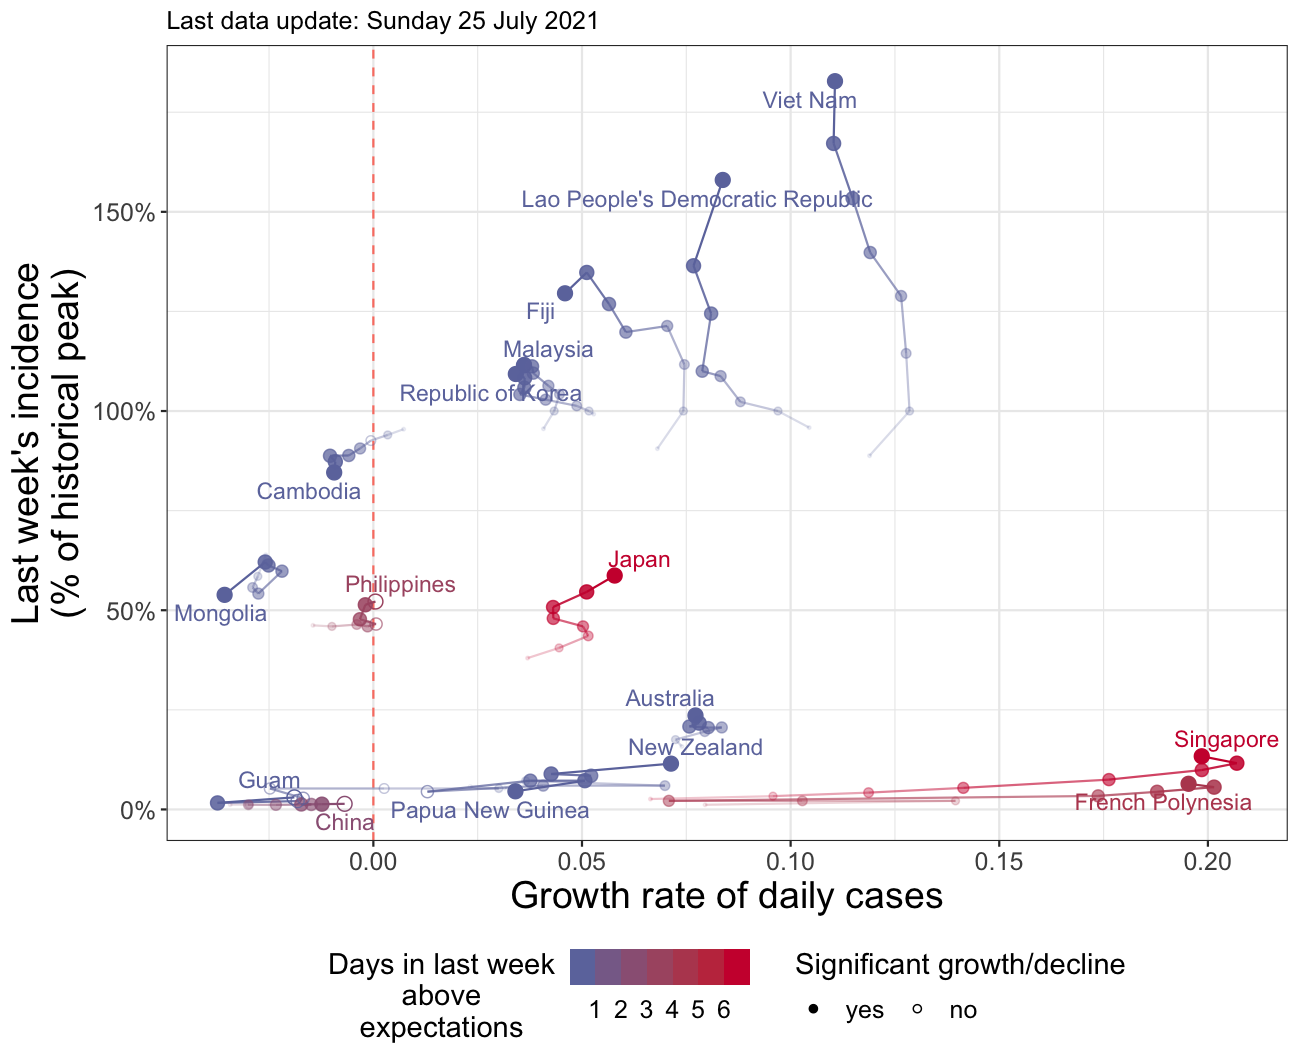 Last data update: Sunday 25 July 2021
Last week's incidence
(% of historical peak)
150%
100%
50%
0%
Viet Nam
Lao People's Democratic Republic
Fiji
Malaysia
Republic of Korea
Cambodia
Mongolia
Philippines
Japan
Australia
New Zealand
Singapore
Guam
Papua New Guinea
French Polynesia
China
0.00 0.05 0.10 0.15 0.20
Growth rate of daily cases
Days in last week
above
expectations
1 2 3 4 5 6
Significant growth/decline
yes no